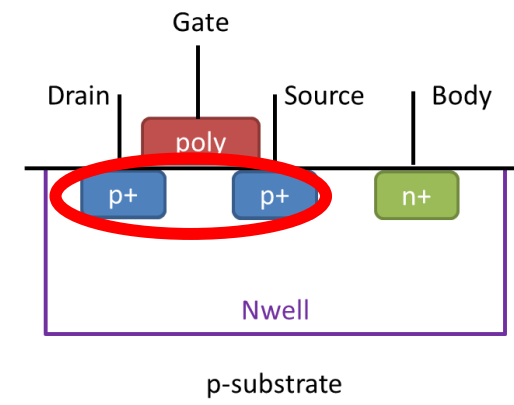 Gate
Drain
Source
Body
poly
p+
p+
n+
Nwell
p-substrate